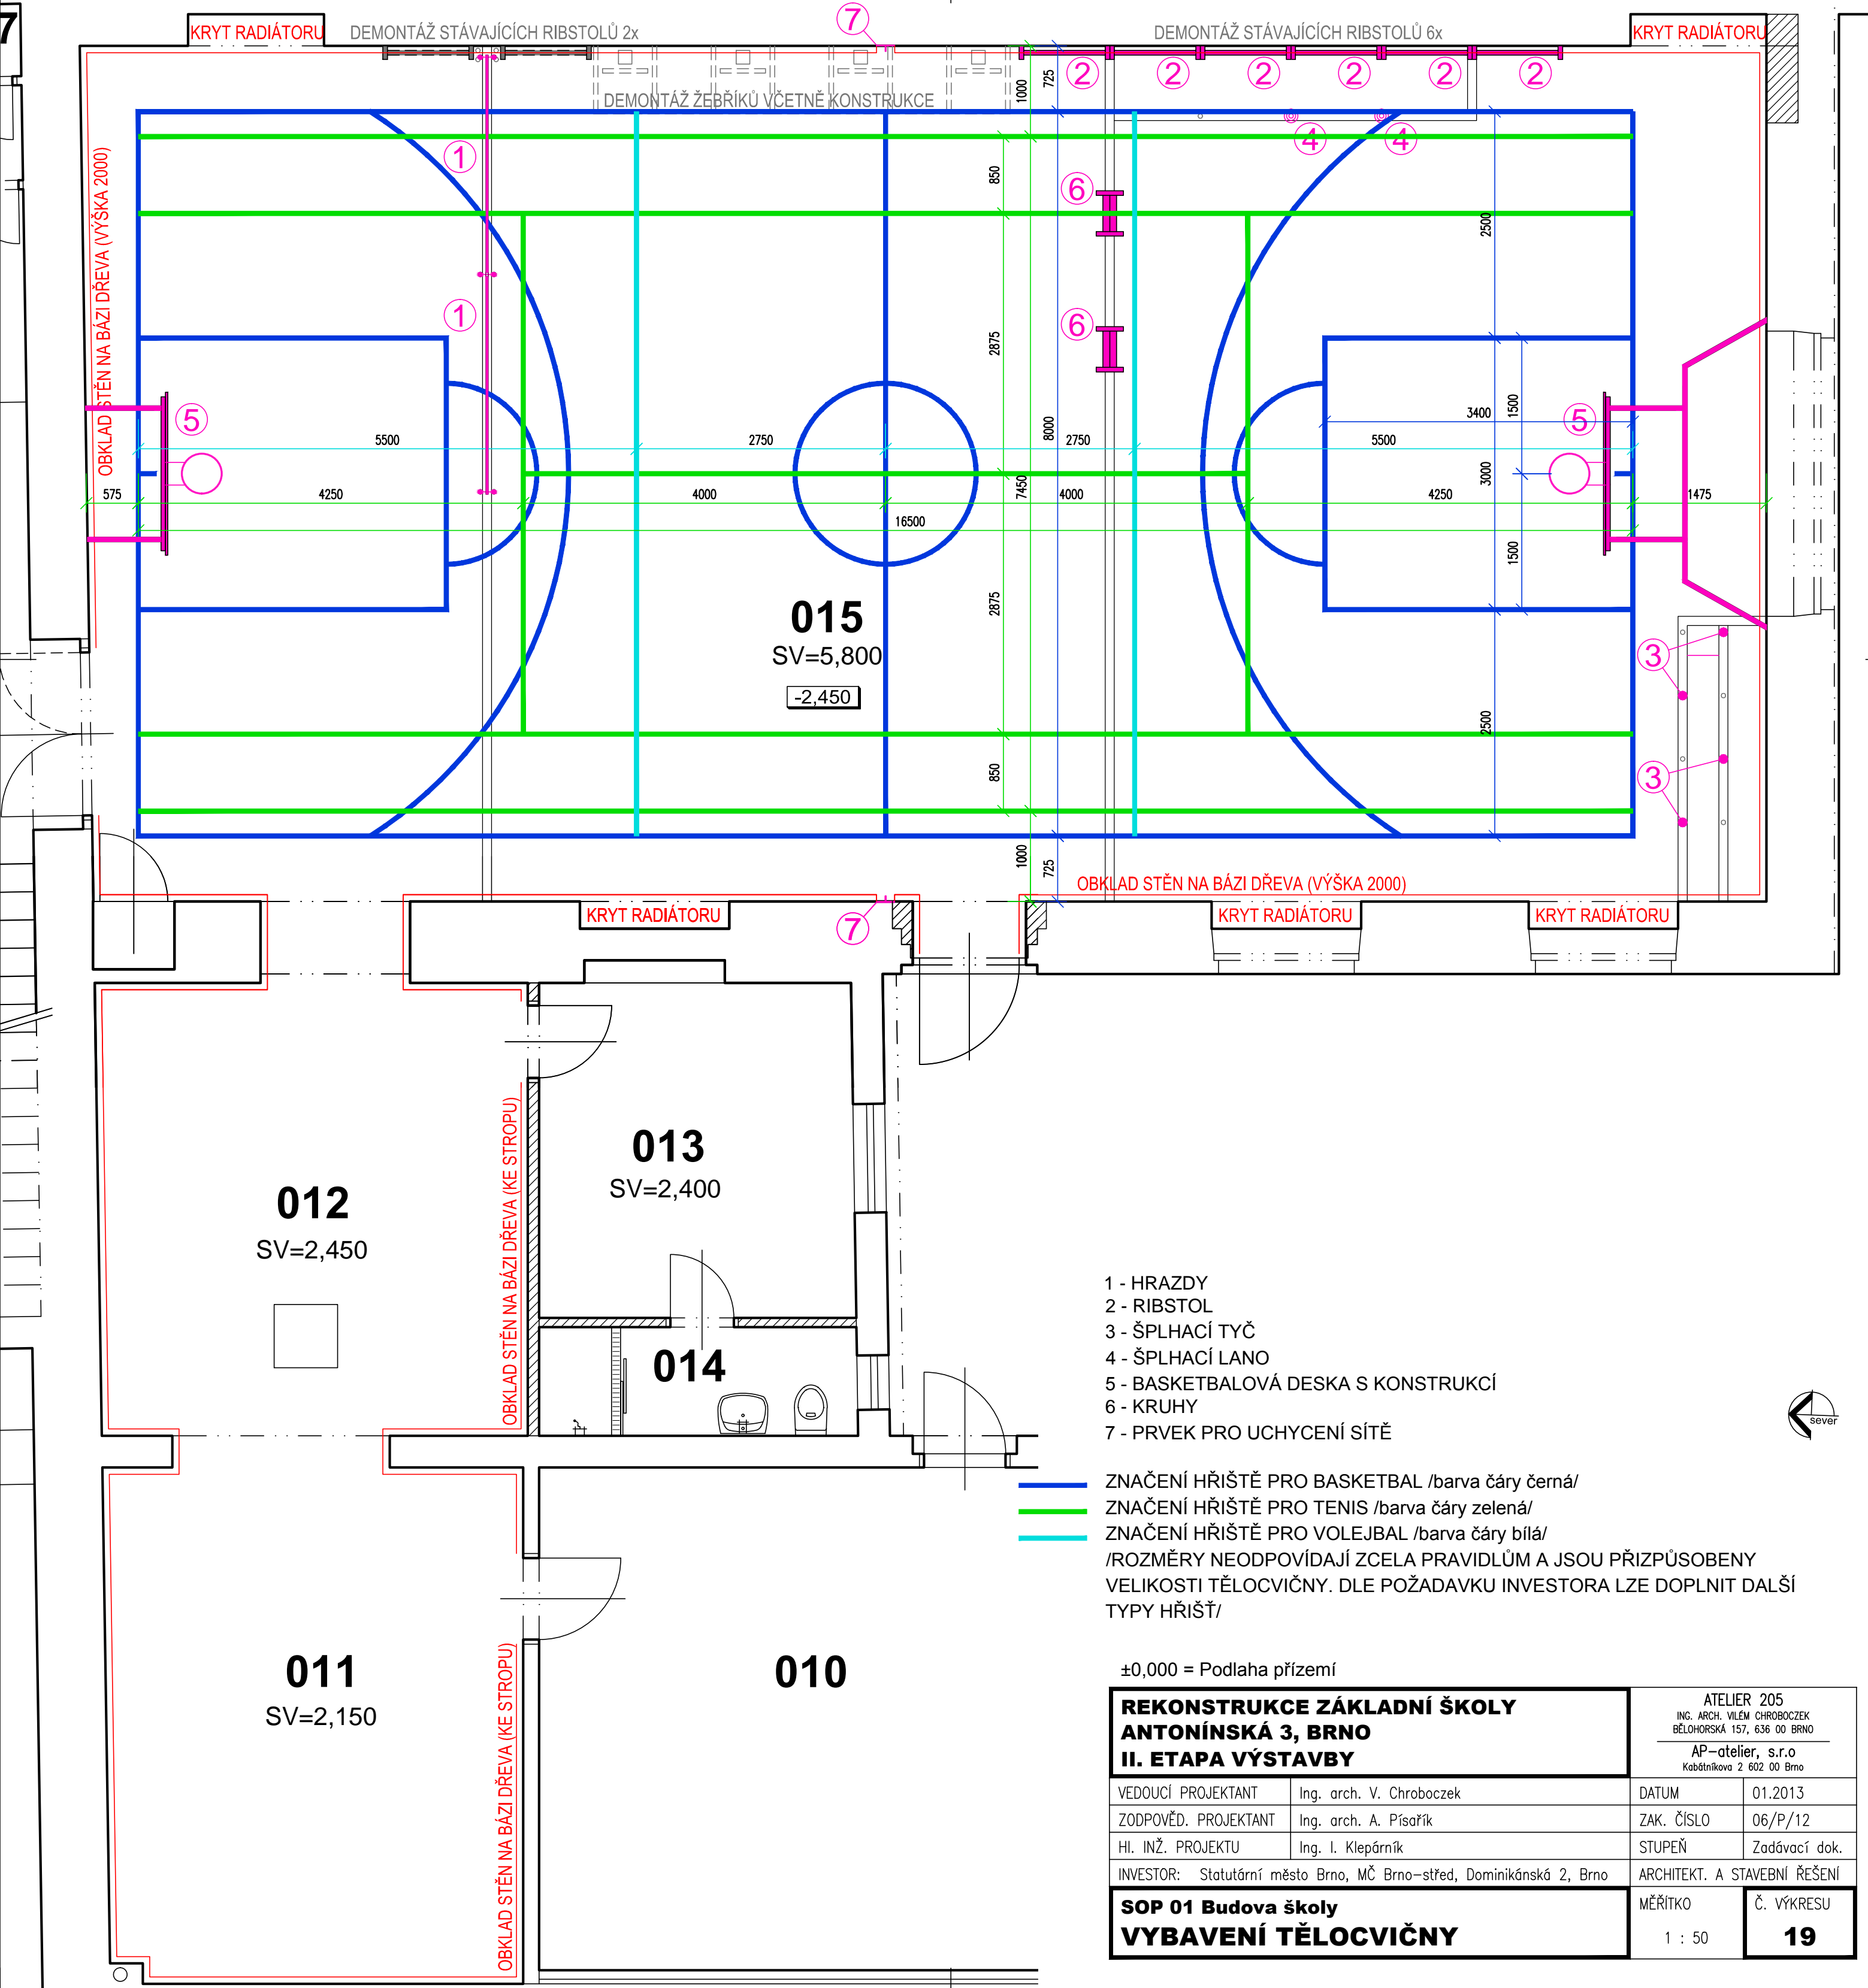 7
KRYT RADIÁTORU
DEMONTÁŽ STÁVAJÍCÍCH RIBSTOLŮ 2x
7
DEMONTÁŽ STÁVAJÍCÍCH RIBSTOLŮ 6x
KRYT RADIÁTORU
2
2
2
2
2
2
1000
725
DEMONTÁŽ ŽEBŘÍKŮ VČETNĚ KONSTRUKCE
4
4
1
850
6
2500
OBKLAD STĚN NA BÁZI DŘEVA (VÝŠKA 2000)
1
6
2875
5
3400
1500
5
5500
2750
8000
2750
5500
3000
575
4250
4000
7450
4000
4250
1475
16500
1500
015
SV=5,800
-2,450
2875
3
2500
850
3
1000
725
OBKLAD STĚN NA BÁZI DŘEVA (VÝŠKA 2000)
KRYT RADIÁTORU
7
KRYT RADIÁTORU
KRYT RADIÁTORU
013
SV=2,400
012
SV=2,450
OBKLAD STĚN NA BÁZI DŘEVA (KE STROPU)
014
1 - HRAZDY
2 - RIBSTOL
3 - ŠPLHACÍ TYČ
4 - ŠPLHACÍ LANO
5 - BASKETBALOVÁ DESKA S KONSTRUKCÍ
6 - KRUHY
7 - PRVEK PRO UCHYCENÍ SÍTĚ
sever
ZNAČENÍ HŘIŠTĚ PRO BASKETBAL /barva čáry černá/
ZNAČENÍ HŘIŠTĚ PRO TENIS /barva čáry zelená/
ZNAČENÍ HŘIŠTĚ PRO VOLEJBAL /barva čáry bílá/
/ROZMĚRY NEODPOVÍDAJÍ ZCELA PRAVIDLŮM A JSOU PŘIZPŮSOBENY
VELIKOSTI TĚLOCVIČNY. DLE POŽADAVKU INVESTORA LZE DOPLNIT DALŠÍ
TYPY HŘIŠŤ/
011
SV=2,150
OBKLAD STĚN NA BÁZI DŘEVA (KE STROPU)
010
±0,000 = Podlaha přízemí
REKONSTRUKCE ZÁKLADNÍ ŠKOLY
ANTONÍNSKÁ 3, BRNO
II. ETAPA VÝSTAVBY
ATELIER 205
ING. ARCH. VILÉM CHROBOCZEK
BĚLOHORSKÁ 157, 636 00 BRNO
AP-atelier, s.r.o
Kabátníkova 2 602 00 Brno
VEDOUCÍ PROJEKTANT Ing. arch. V. Chroboczek DATUM 01.2013
ZODPOVĚD. PROJEKTANT Ing. arch. A. Písařík ZAK. ČÍSLO 06/P/12
HI. INŽ. PROJEKTU Ing. I. Klepárník STUPEŇ Zadávací dok.
INVESTOR: Statutární město Brno, MČ Brno-střed, Dominikánská 2, Brno ARCHITEKT. A STAVEBNÍ ŘEŠENÍ
SOP 01 Budova školy
VYBAVENÍ TĚLOCVIČNY
MĚŘÍTKO
1 : 50
Č. VÝKRESU
19